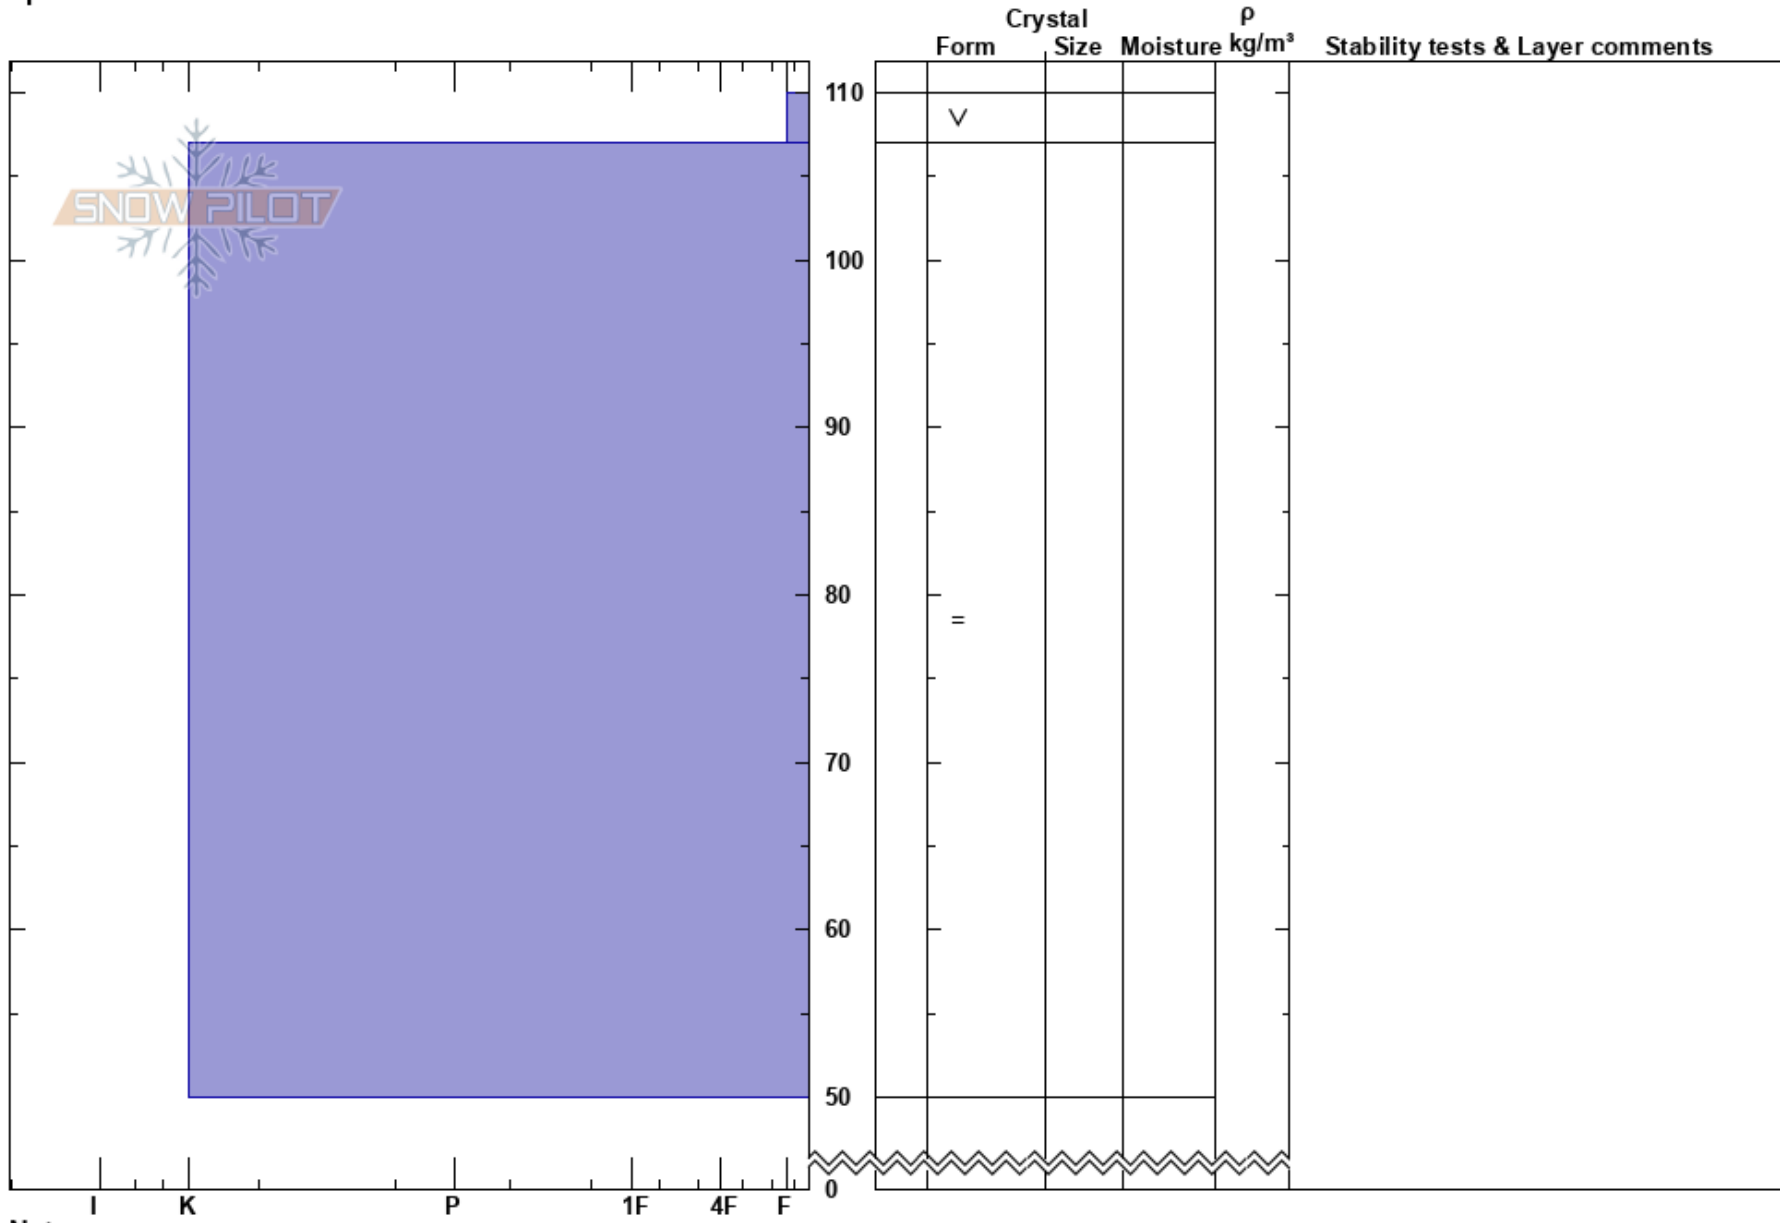 Crystal
ρ
Form Size Moisture kg/m³ Stability tests & Layer comments
110
∨
SNOW PILOT
100
90
80
=
70
60
50
0
I K P 1F 4F F